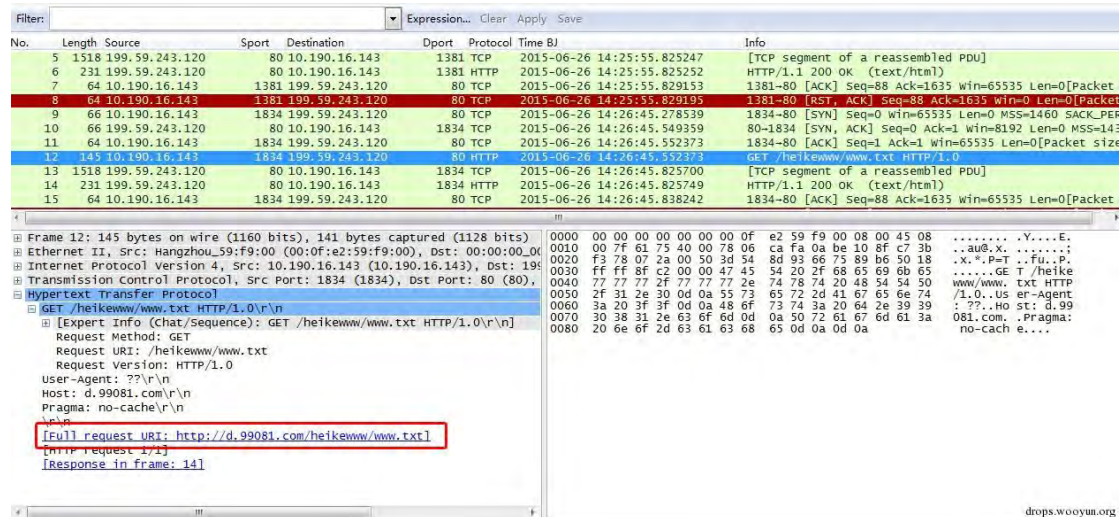 Filter: Expression... Clear Apply Save
No. Length Source Sport Destination Dport Protocol Time BJ Info
5 1518 199.59.243.120 80 10.190.16.143 1381 TCP 2015-06-26 14:25:55.825247 [TCP segment of a reassembled PDU]
6 231 199.59.243.120 80 10.190.16.143 1381 HTTP 2015-06-26 14:25:55.825252 HTTP/1.1 200 OK (text/html)
7 64 10.190.16.143 1381 199.59.243.120 80 TCP 2015-06-26 14:25:55.829153 1381→80 [ACK] Seq=88 Ack=1635 Win=65535 Len=0[Packet
8 64 10.190.16.143 1381 199.59.243.120 80 TCP 2015-06-26 14:25:55.829195 1381→80 [RST, ACK] Seq=88 Ack=1635 Win=0 Len=0[Packet
9 66 10.190.16.143 1834 199.59.243.120 80 TCP 2015-06-26 14:26:45.278539 1834→80 [SYN] Seq=0 Win=65535 Len=0 MSS=1460 SACK_PER
10 66 199.59.243.120 80 10.190.16.143 1834 TCP 2015-06-26 14:26:45.549359 80→1834 [SYN, ACK] Seq=0 Ack=1 Win=8192 Len=0 MSS=143
11 64 10.190.16.143 1834 199.59.243.120 80 TCP 2015-06-26 14:26:45.552373 1834→80 [ACK] Seq=1 Ack=1 Win=65535 Len=0[Packet size
12 145 10.190.16.143 1834 199.59.243.120 80 HTTP 2015-06-26 14:26:45.552373 GET /heikewww/www.txt HTTP/1.0
13 1518 199.59.243.120 80 10.190.16.143 1834 TCP 2015-06-26 14:26:45.825700 [TCP segment of a reassembled PDU]
14 231 199.59.243.120 80 10.190.16.143 1834 HTTP 2015-06-26 14:26:45.825749 HTTP/1.1 200 OK (text/html)
15 64 10.190.16.143 1834 199.59.243.120 80 TCP 2015-06-26 14:26:45.838242 1834→80 [ACK] Seq=88 Ack=1635 Win=65535 Len=0[Packet
Frame 12: 145 bytes on wire (1160 bits), 141 bytes captured (1128 bits)
Ethernet II, Src: Hangzhou_59:f9:00 (00:0f:e2:59:f9:00), Dst: 00:00:00_00
Internet Protocol Version 4, Src: 10.190.16.143 (10.190.16.143), Dst: 199
Transmission Control Protocol, Src Port: 1834 (1834), Dst Port: 80 (80),
Hypertext Transfer Protocol
GET /heikewww/www.txt HTTP/1.0\r\n
[Expert Info (Chat/Sequence): GET /heikewww/www.txt HTTP/1.0\r\n]
Request Method: GET
Request URI: /heikewww/www.txt
Request Version: HTTP/1.0
User-Agent: ??\r\n
Host: d.99081.com\r\n
Pragma: no-cache\r\n
\r\n
[Full request URI: http://d.99081.com/heikewww/www.txt]
[HTTP request 1/1]
[Response in frame: 14]
0000 00 00 00 00 00 00 00 0f e2 59 f9 00 08 00 45 08 ........ .Y....E.
0010 00 7f 61 75 40 00 78 06 ca fa 0a be 10 8f c7 3b ..au@.x. .......;
0020 f3 78 07 2a 00 50 3d 54 8d 93 66 75 89 b6 50 18 .x.*.P=T ..fu..P.
0030 ff ff 8f c2 00 00 47 45 54 20 2f 68 65 69 6b 65 ......GE T /heike
0040 77 77 77 2f 77 77 77 2e 74 78 74 20 48 54 54 50 www/www. txt HTTP
0050 2f 31 2e 30 0d 0a 55 73 65 72 2d 41 67 65 6e 74 /1.0..Us er-Agent
0060 3a 20 3f 3f 0d 0a 48 6f 73 74 3a 20 64 2e 39 39 : ??..Ho st: d.99
0070 30 38 31 2e 63 6f 6d 0d 0a 50 72 61 67 6d 61 3a 081.com. .Pragma:
0080 20 6e 6f 2d 63 61 63 68 65 0d 0a 0d 0a no-cach e....
drops.wooyun.org